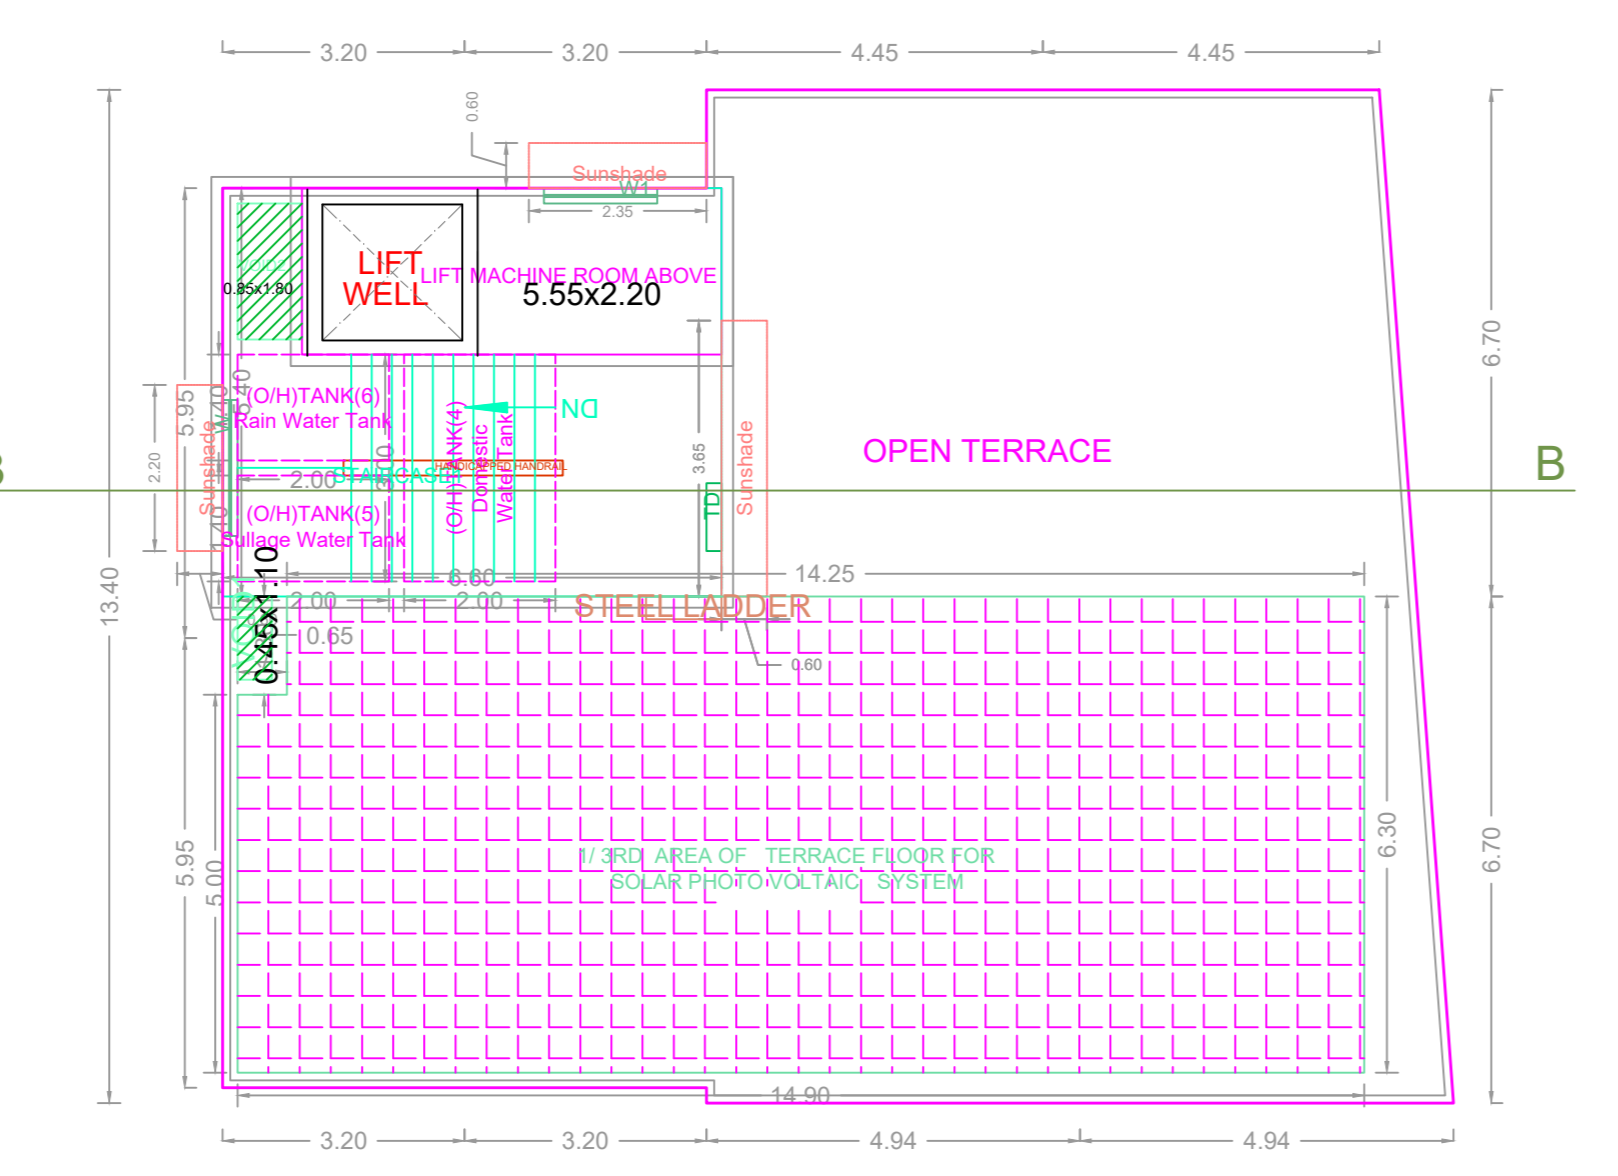 3.20
3.20
4.45
4.45
0.60
Sunshade
W1
2.35
LIFT
WELL
LIFT MACHINE ROOM ABOVE
5.55x2.20
0.85x1.80
6.70
3.65
5.95
2.20
Sunshade
(O/H)TANK(6)
Rain Water Tank
(O/H)TANK(4)
Domestic
Water Tank
DN
HANDICAPPED HANDRAIL
STAIRCASE
2.00
Sunshade
OPEN TERRACE
B
TD
(O/H)TANK(5)
Sullage Water Tank
13.40
6.60
14.25
2.00
2.00
STEEL LADDER
0.45x1.10
0.65
0.60
5.95
5.00
1/ 3RD AREA OF TERRACE FLOOR FOR
SOLAR PHOTO VOLTAIC SYSTEM
6.30
6.70
14.90
3.20
3.20
4.94
4.94